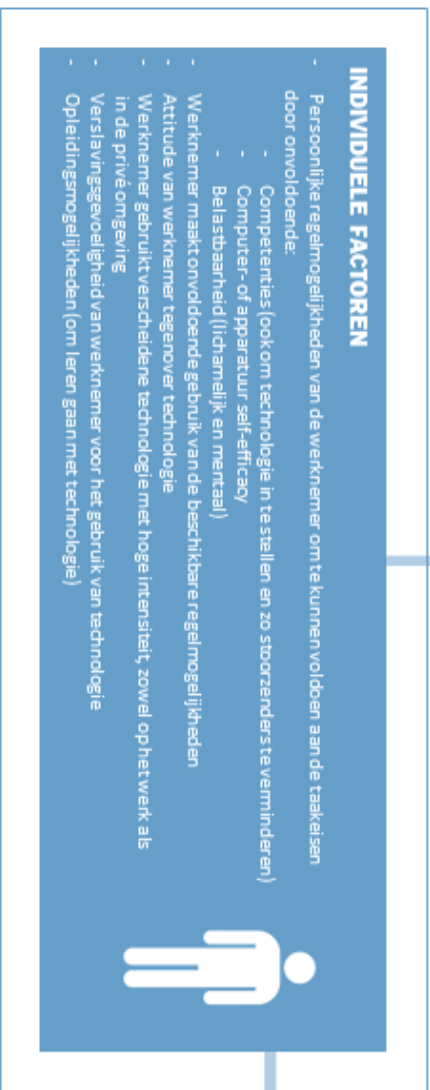 INDIVIDUELE FACTOREN
- Persoonlijke regelmogelijkheden van de werknemer om te kunnen voldoen aan de taakeisen
door onvoldoende:
- Competenties (ook om technologie in te stellen en zo stoorzenders te verminderen)
- Computer- of apparatuur self-efficacy
- Belastbaarheid (lichamelijk en mentaal)
- Werknemer maakt onvoldoende gebruik van de beschikbare regelmogelijkheden
- Attitude van werknemer tegenover technologie
- Werknemer gebruikt verscheidene technologie met hoge intensiteit, zowel op het werk als
in de privé omgeving
- Verslavingsgevoeligheid van werknemer voor het gebruik van technologie
- Opleidingsmogelijkheden (om leren gaan met technologie)